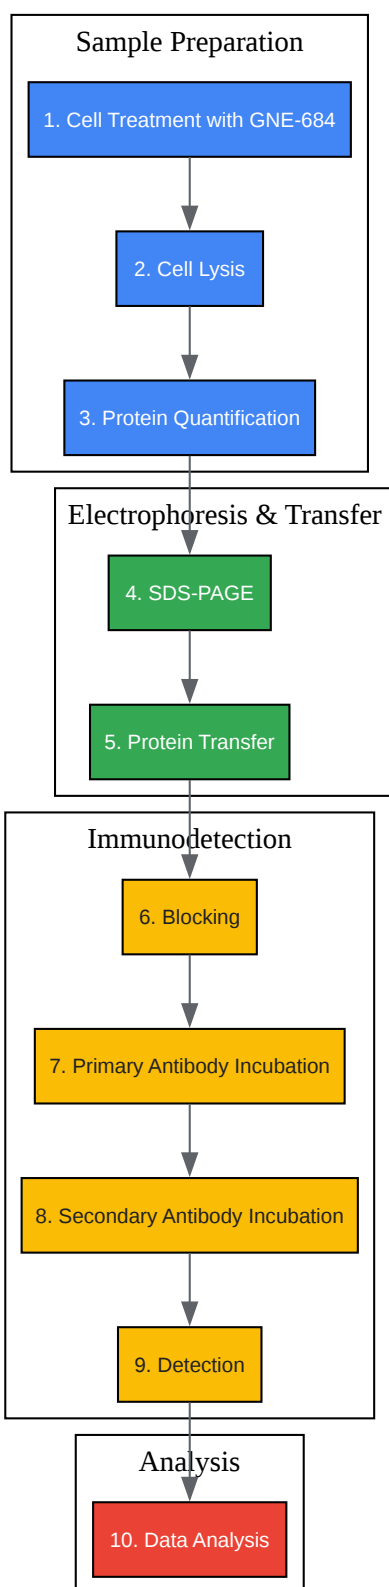 Sample Preparation
1. Cell Treatment with GNE-684
2. Cell Lysis
3. Protein Quantification
Electrophoresis & Transfer
4. SDS-PAGE
5. Protein Transfer
Immunodetection
6. Blocking
7. Primary Antibody Incubation
8. Secondary Antibody Incubation
9. Detection
Analysis
10. Data Analysis